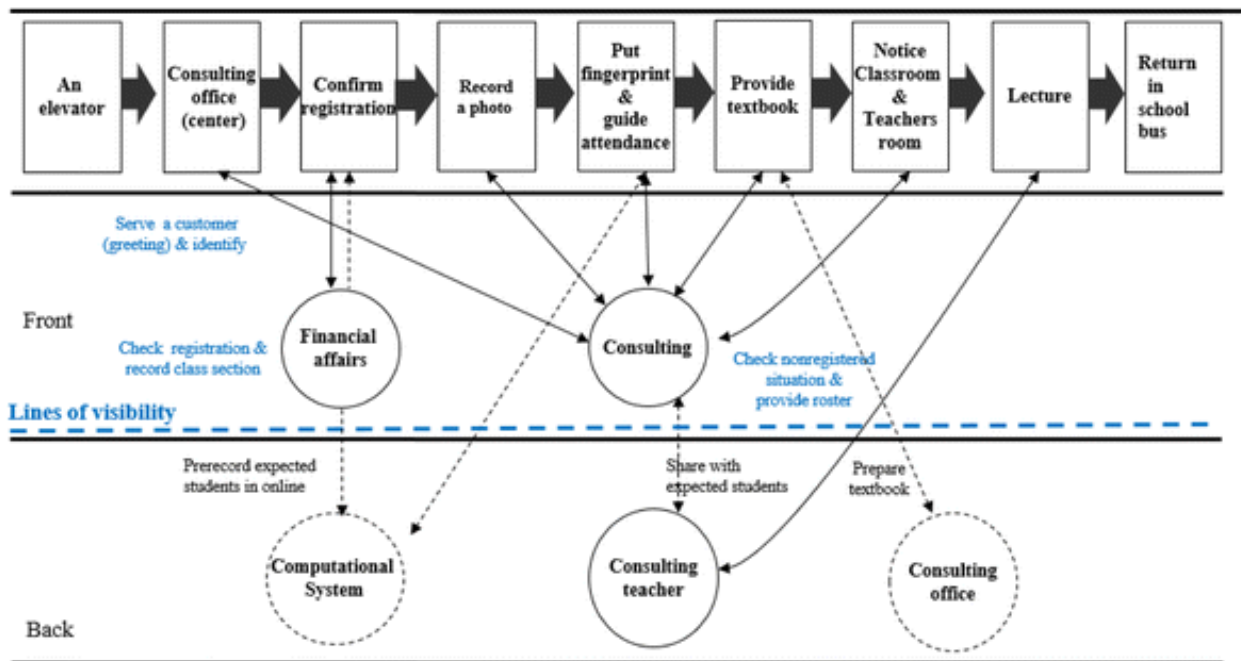 An
elevator
Consulting
office
(center)
Confirm
registration
Record
a photo
Put
fingerprint
&
guide
attendance
Provide
textbook
Notice
Classroom
&
Teachers
room
Lecture
Return
in
school
bus
Serve a customer
(greeting) & identify
Front
Financial
affairs
Consulting
Check registration &
record class section
Check nonregistered
situation &
provide roster
Lines of visibility
Prerecord expected
students in online
Share with
expected students
Prepare
textbook
Computational
System
Consulting
teacher
Consulting
office
Back